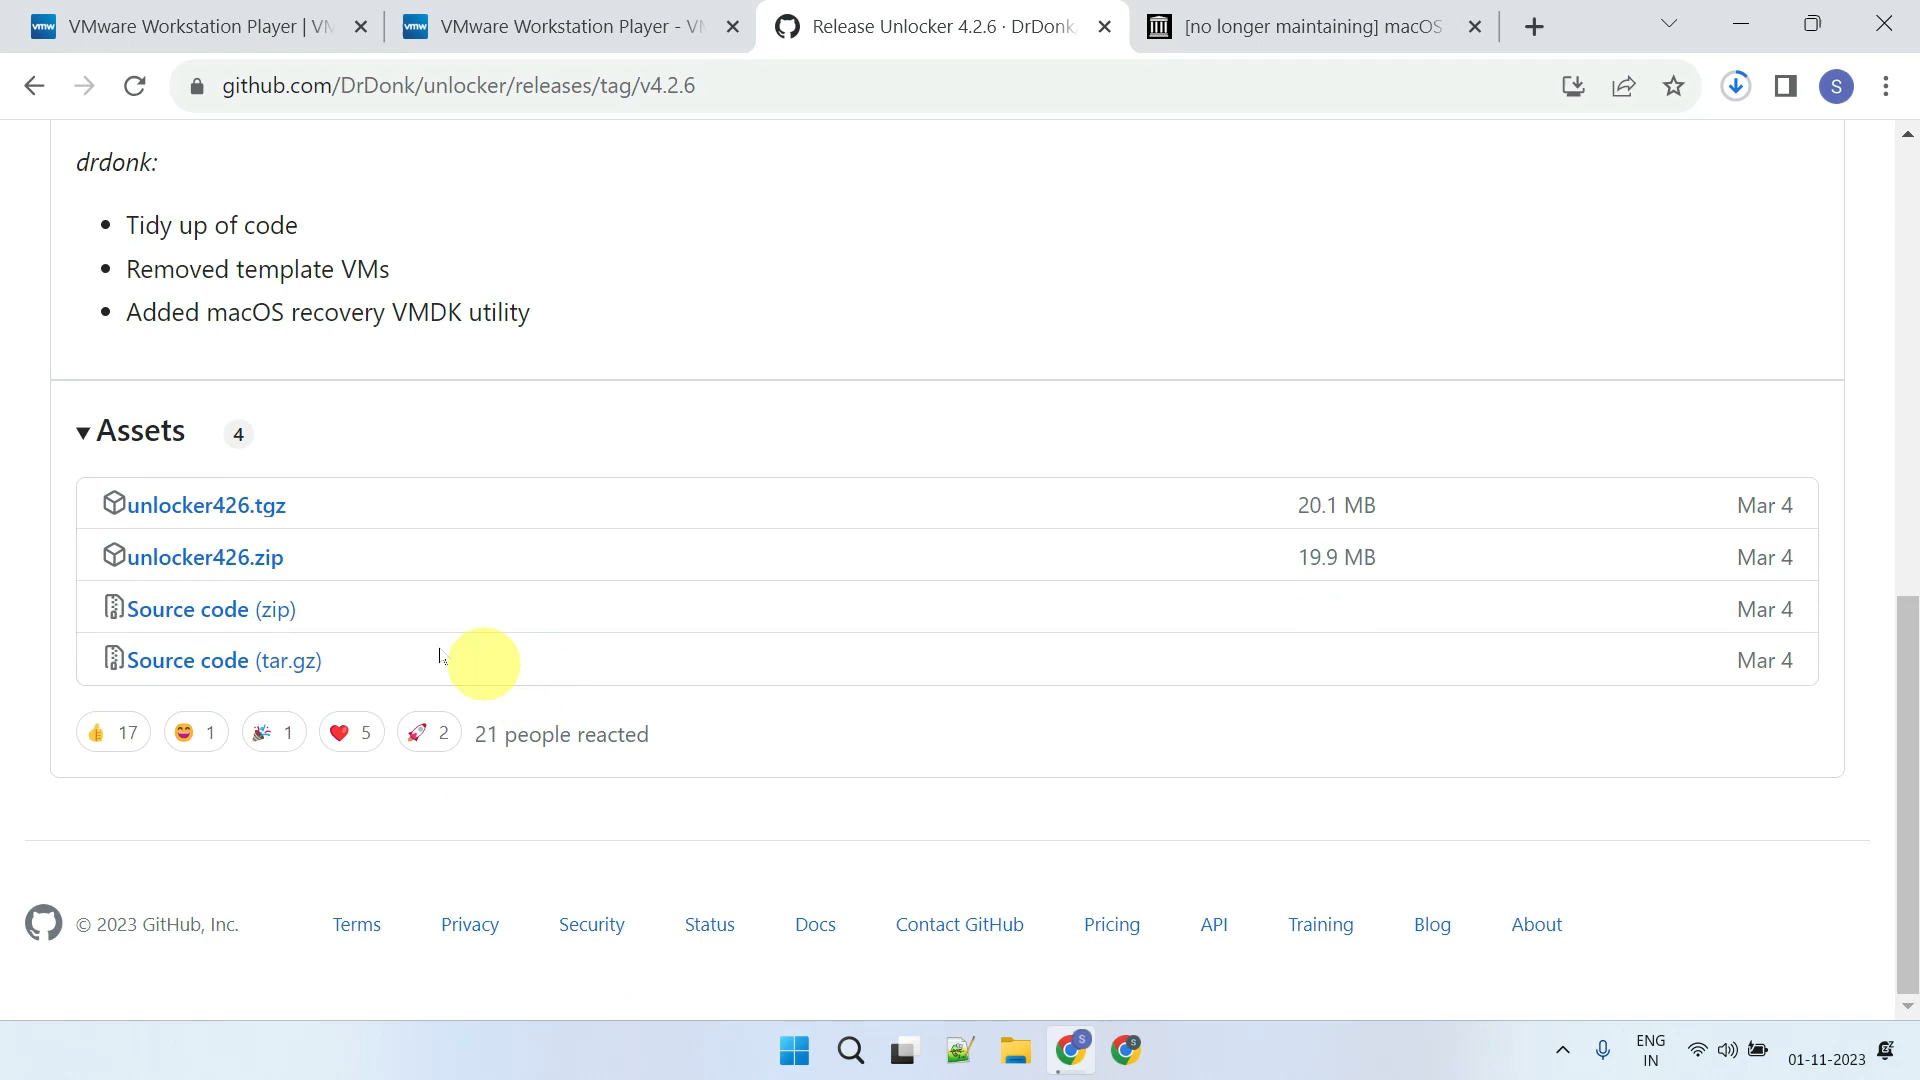 VMware Workstation Player | VM
VMware Workstation Player - VM
Release Unlocker 4.2.6 · DrDonk
[no longer maintaining] macOS
github.com/DrDonk/unlocker/releases/tag/v4.2.6
S
drdonk:
Tidy up of code
Removed template VMs
Added macOS recovery VMDK utility
Assets 4
unlocker426.tgz 20.1 MB Mar 4
unlocker426.zip 19.9 MB Mar 4
Source code (zip) Mar 4
Source code (tar.gz) Mar 4
17 1 1 5 2 21 people reacted
© 2023 GitHub, Inc. Terms Privacy Security Status Docs Contact GitHub Pricing API Training Blog About
ENG
IN
01-11-2023